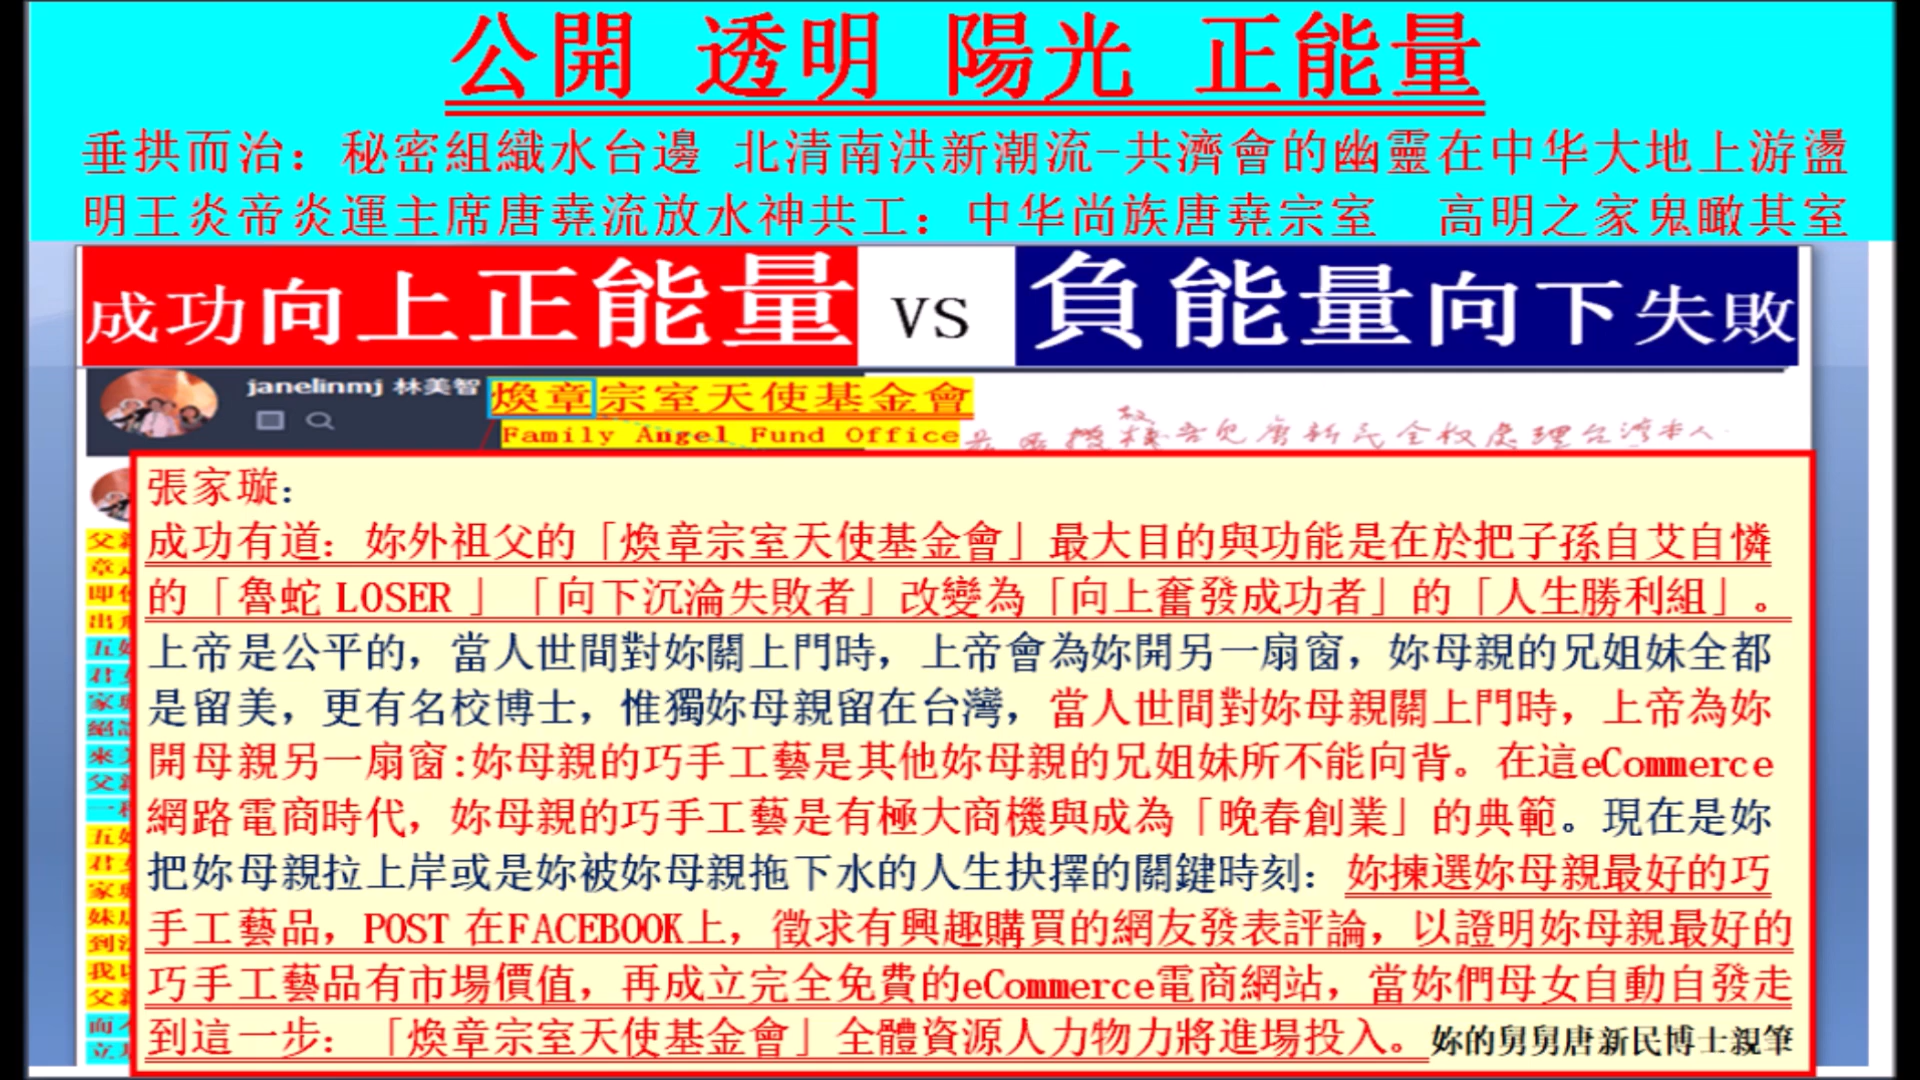 公開 透明 陽光 正能量
垂拱而治：秘密組織水台邊 北清南洪新潮流-共濟會的幽靈在中华大地上游盪
明王炎帝炎運主席唐堯流放水神共工：中华尚族唐堯宗室 高明之家鬼瞰其室
成功向上正能量 VS 負能量向下失敗
janelinmj 林美智 煥章宗室天使基金會
Family Angel Fund Office
張家璇：
成功有道：妳外祖父的「煥章宗室天使基金會」最大目的與功能是在於把子孫自艾自憐
的「魯蛇 LOSER 」「向下沉淪失敗者」改變為「向上奮發成功者」的「人生勝利組」。
上帝是公平的，當人世間對妳關上門時，上帝會為妳開另一扇窗，妳母親的兄姐妹全都
是留美，更有名校博士，惟獨妳母親留在台灣，當人世間對妳母親關上門時，上帝為妳
開母親另一扇窗:妳母親的巧手工藝是其他妳母親的兄姐妹所不能向背。在這eCommerce
網路電商時代，妳母親的巧手工藝是有極大商機與成為「晚春創業」的典範。現在是妳
把妳母親拉上岸或是妳被妳母親拖下水的人生抉擇的關鍵時刻：妳揀選妳母親最好的巧
手工藝品，POST 在FACEBOOK上，徵求有興趣購買的網友發表評論，以證明妳母親最好的
巧手工藝品有市場價值，再成立完全免費的eCommerce電商網站，當妳們母女自動自發走
到這一步：「煥章宗室天使基金會」全體資源人力物力將進場投入。妳的舅舅唐新民博士親筆